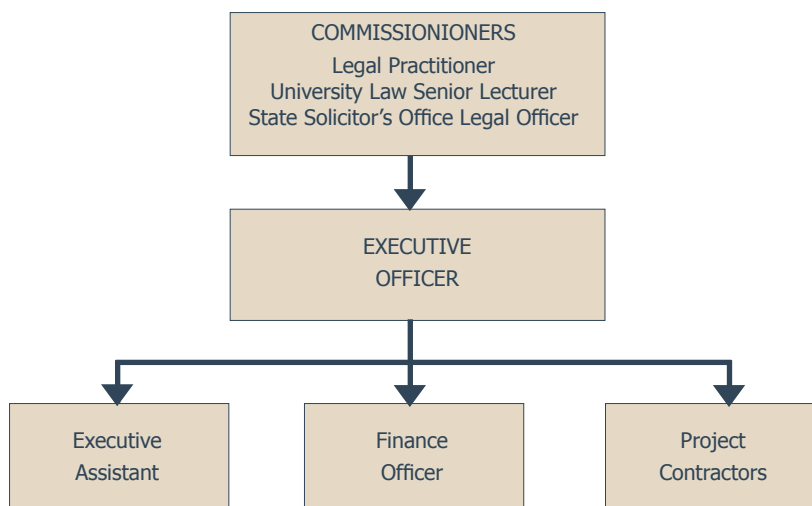 COMMISSIONIONERS
Legal Practitioner
University Law Senior Lecturer
State Solicitor’s Office Legal Officer
EXECUTIVE
OFFICER
Executive
Assistant
Finance
Officer
Project
Contractors